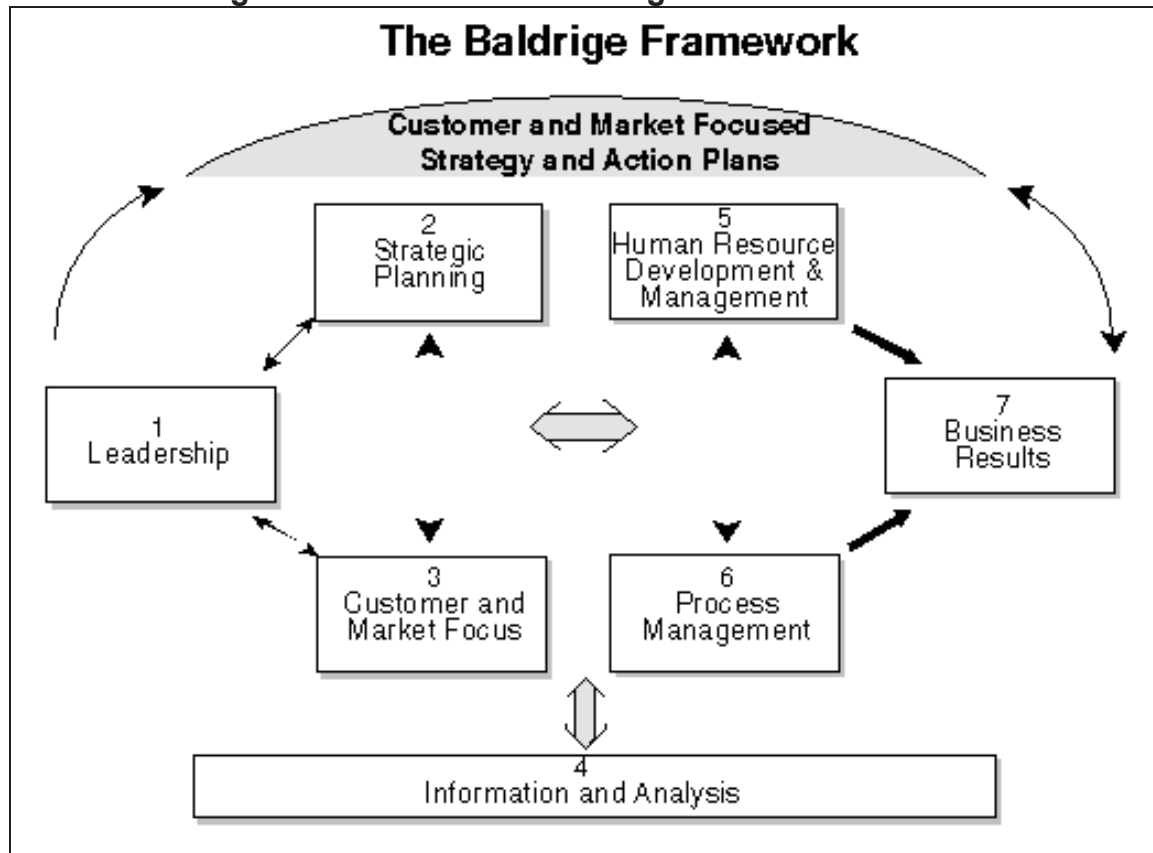 The Baldrige Framework
Customer and Market Focused
Strategy and Action Plans
2
Strategic
Planning
5
Human Resource
Development &
Management
1
Leadership
7
Business
Results
3
Customer and
Market Focus
6
Process
Management
4
Information and Analysis